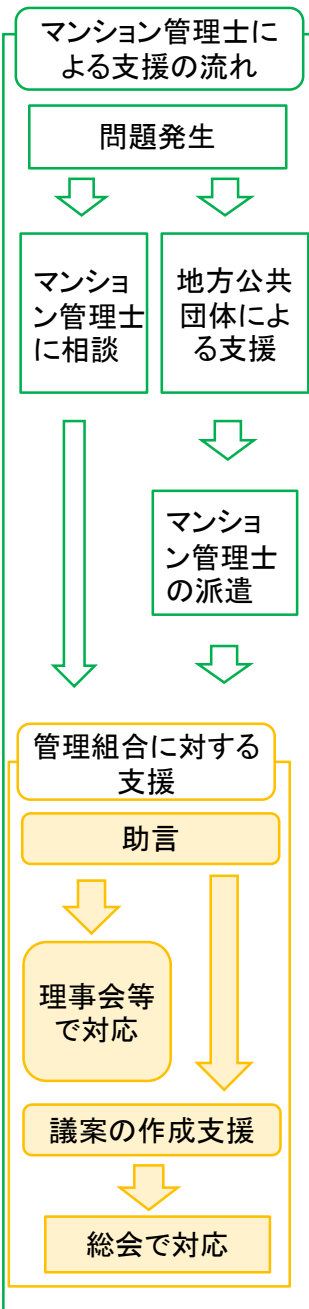 マンション管理士に
よる支援の流れ
問題発生
マンショ
ン管理士
に相談
地方公共
団体によ
る支援
マンショ
ン管理士
の派遣
管理組合に対する
支援
助言
理事会等
で対応
議案の作成支援
総会で対応